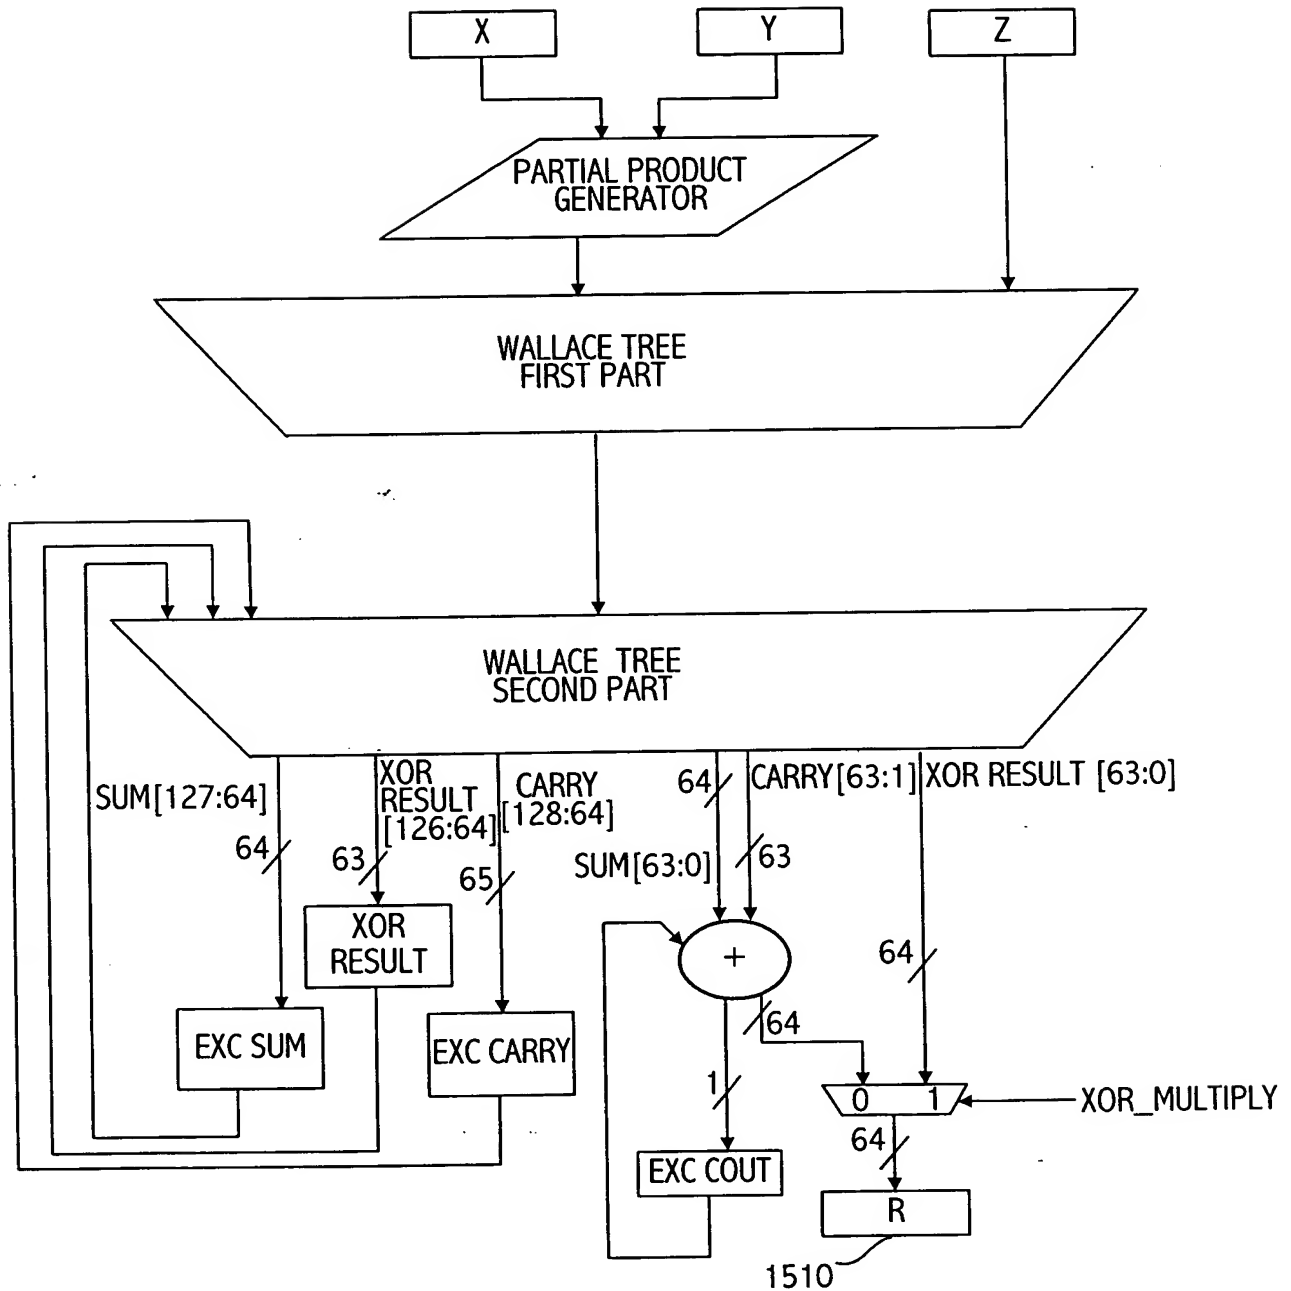 X
Y
Z
PARTIAL PRODUCT
GENERATOR
WALLACE TREE
FIRST PART
WALLACE TREE
SECOND PART
SUM[127:64]
64
XOR
RESULT
[126:64]
63
CARRY
[128:64]
65
64
SUM[63:0]
CARRY[63:1]
63
XOR RESULT [63:0]
64
XOR
RESULT
EXC SUM
EXC CARRY
+
64
1
0 1
XOR_MULTIPLY
64
EXC COUT
R
1510